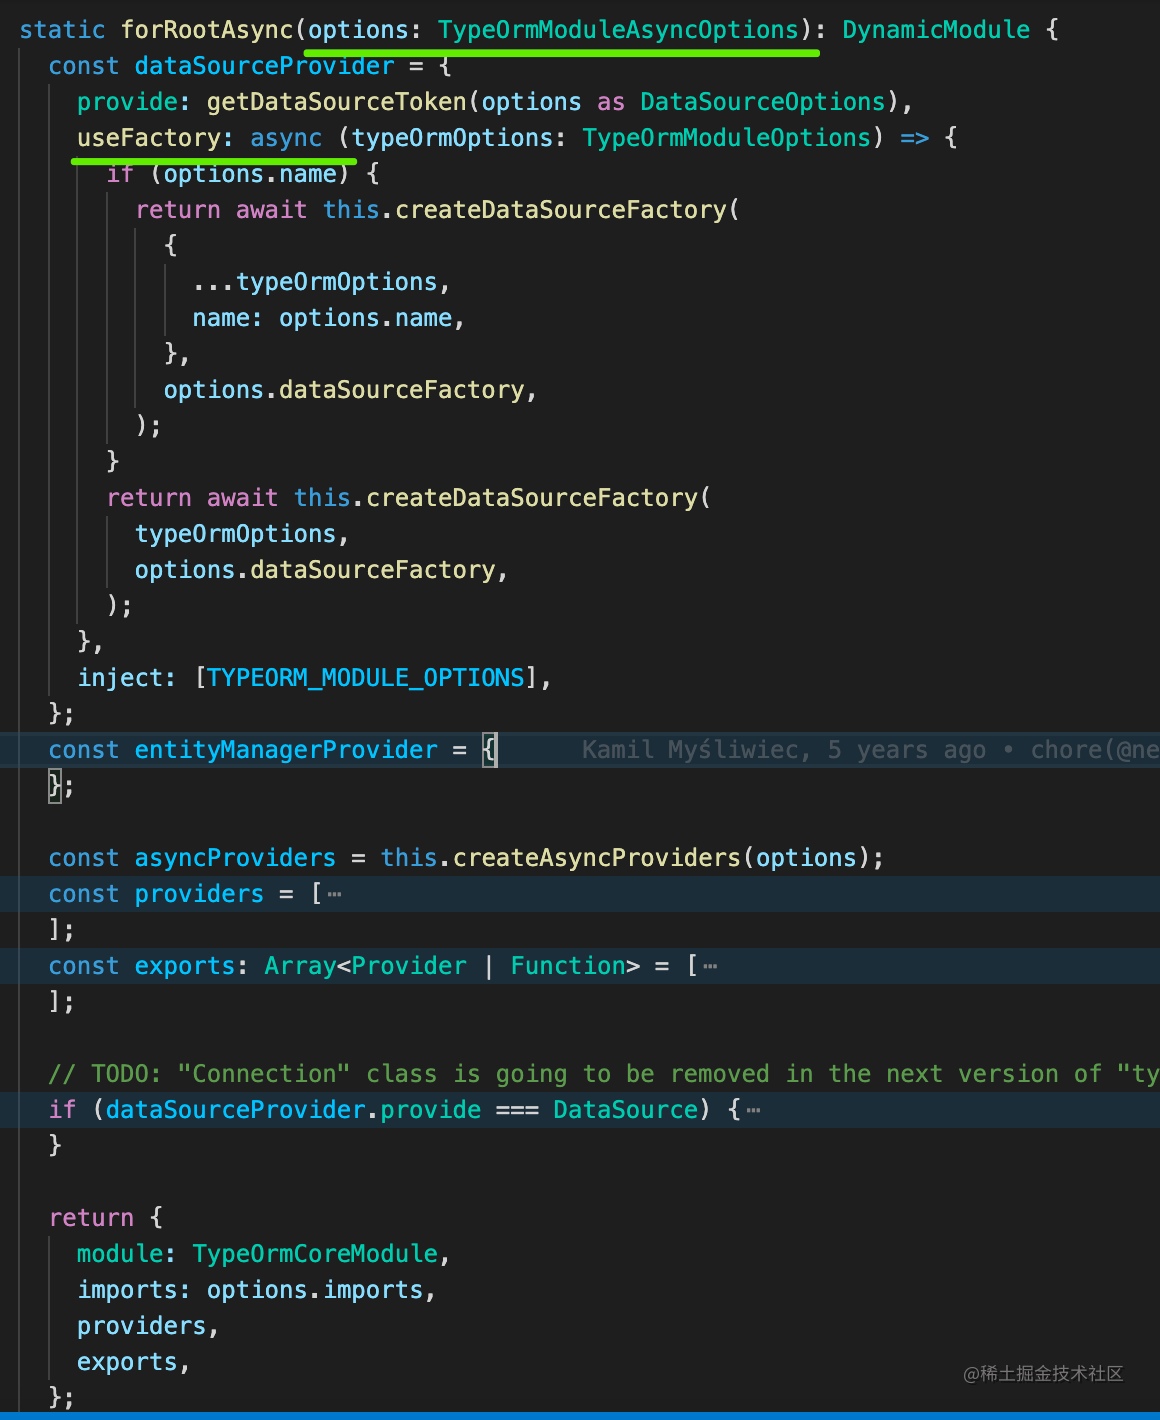 static forRootAsync(options: TypeOrmModuleAsyncOptions): DynamicModule {
const dataSourceProvider = {
provide: getDataSourceToken(options as DataSourceOptions),
useFactory: async (typeOrmOptions: TypeOrmModuleOptions) => {
if (options.name) {
return await this.createDataSourceFactory(
{
...typeOrmOptions,
name: options.name,
},
options.dataSourceFactory,
);
}
return await this.createDataSourceFactory(
typeOrmOptions,
options.dataSourceFactory,
);
},
inject: [TYPEORM_MODULE_OPTIONS],
};
const entityManagerProvider = { Kamil Myśliwiec, 5 years ago • chore(@ne
};
const asyncProviders = this.createAsyncProviders(options);
const providers = [⋯
];
const exports: Array<Provider | Function> = [⋯
];
// TODO: "Connection" class is going to be removed in the next version of "ty
if (dataSourceProvider.provide === DataSource) {⋯
}
return {
module: TypeOrmCoreModule,
imports: options.imports,
providers,
exports,
};
@稀土掘金技术社区